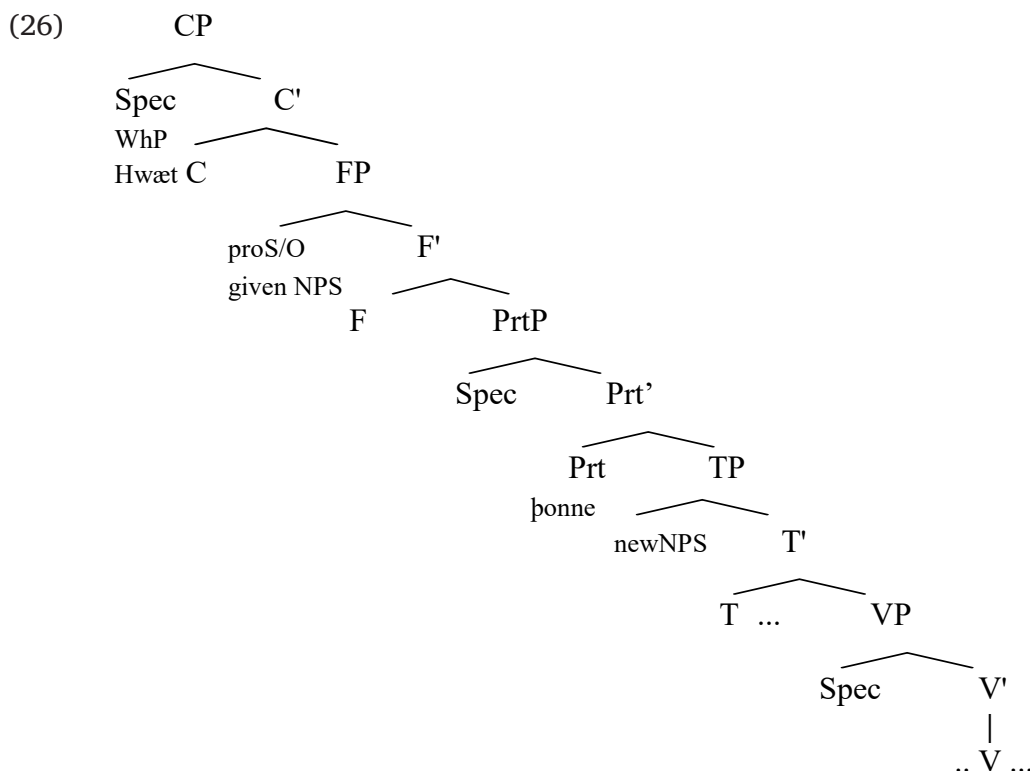 (26) CP
Spec C'
WhP
Hwæt C FP
proS/O F'
given NPS
F PrtP
Spec Prt’
Prt TP
þonne
newNPS T'
T ... VP
Spec V'
.. V ...